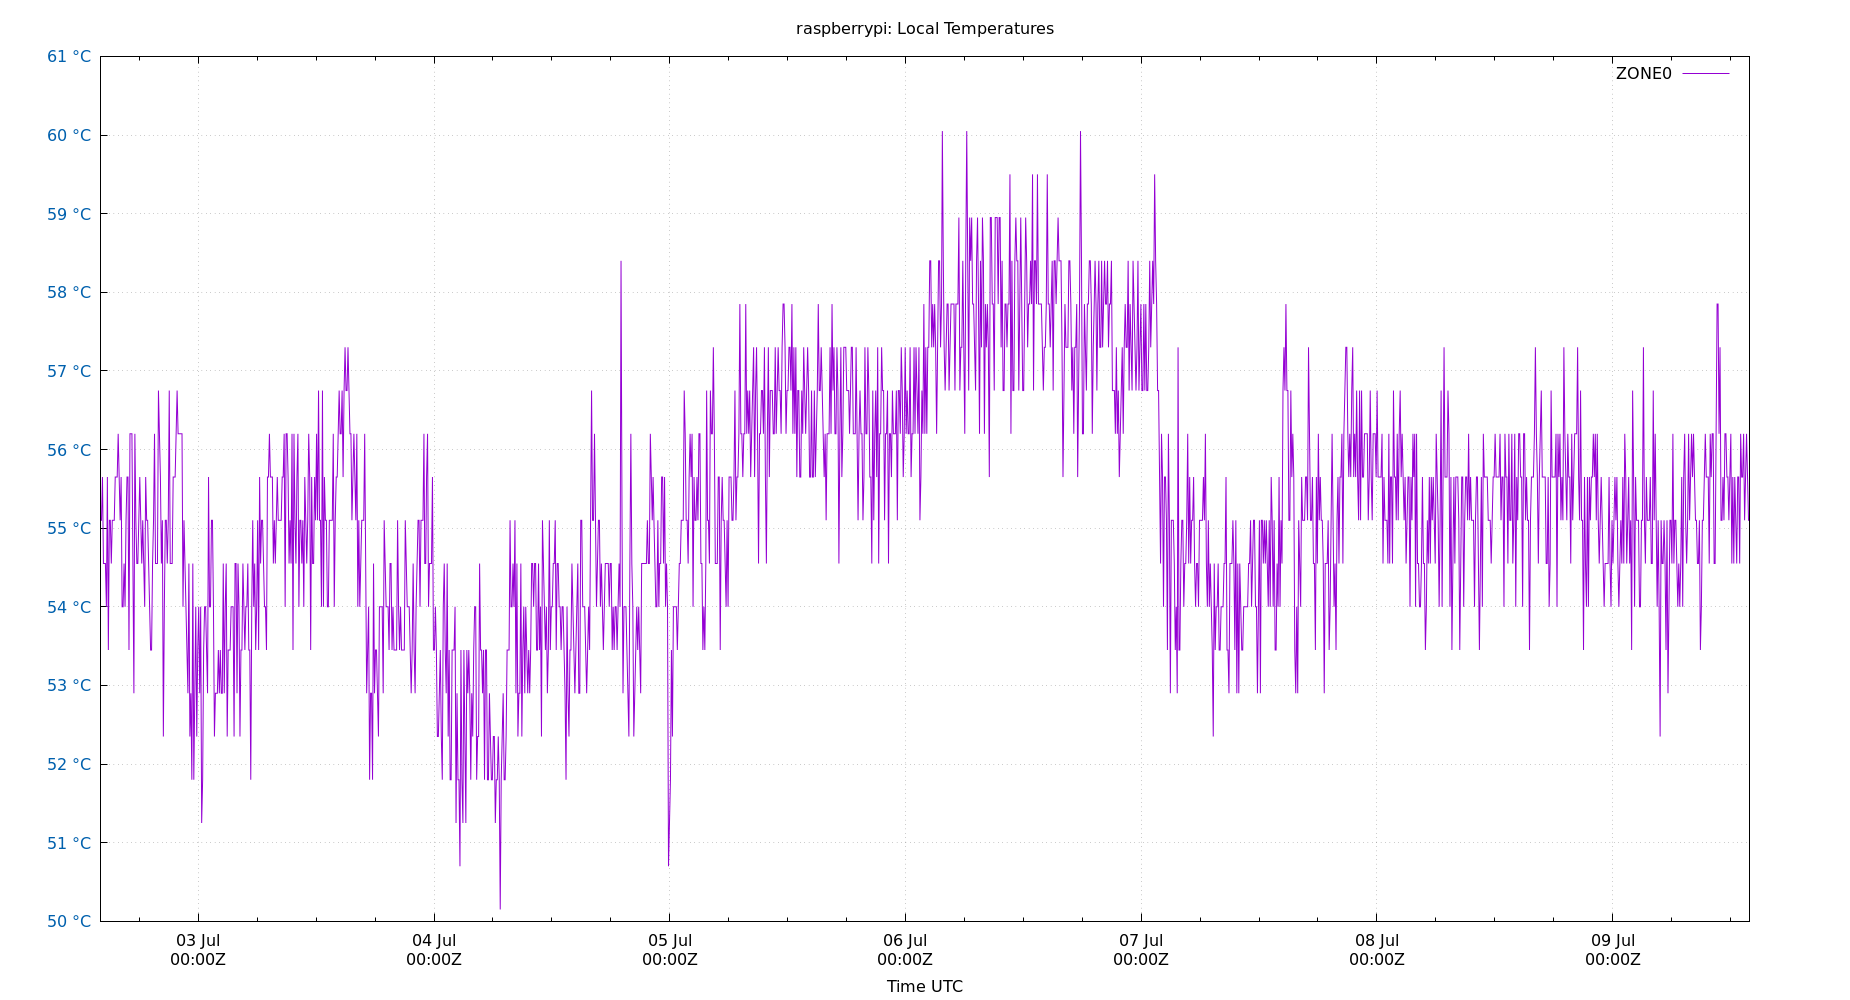 raspberrypi: Local Temperatures
61 °C
ZONE0
60 °C
59 °C
58 °C
57 °C
56 °C
55 °C
54 °C
53 °C
52 °C
51 °C
50 °C
03 Jul 04 Jul 05 Jul 06 Jul 07 Jul 08 Jul 09 Jul
00:00Z 00:00Z 00:00Z 00:00Z 00:00Z 00:00Z 00:00Z
Time UTC